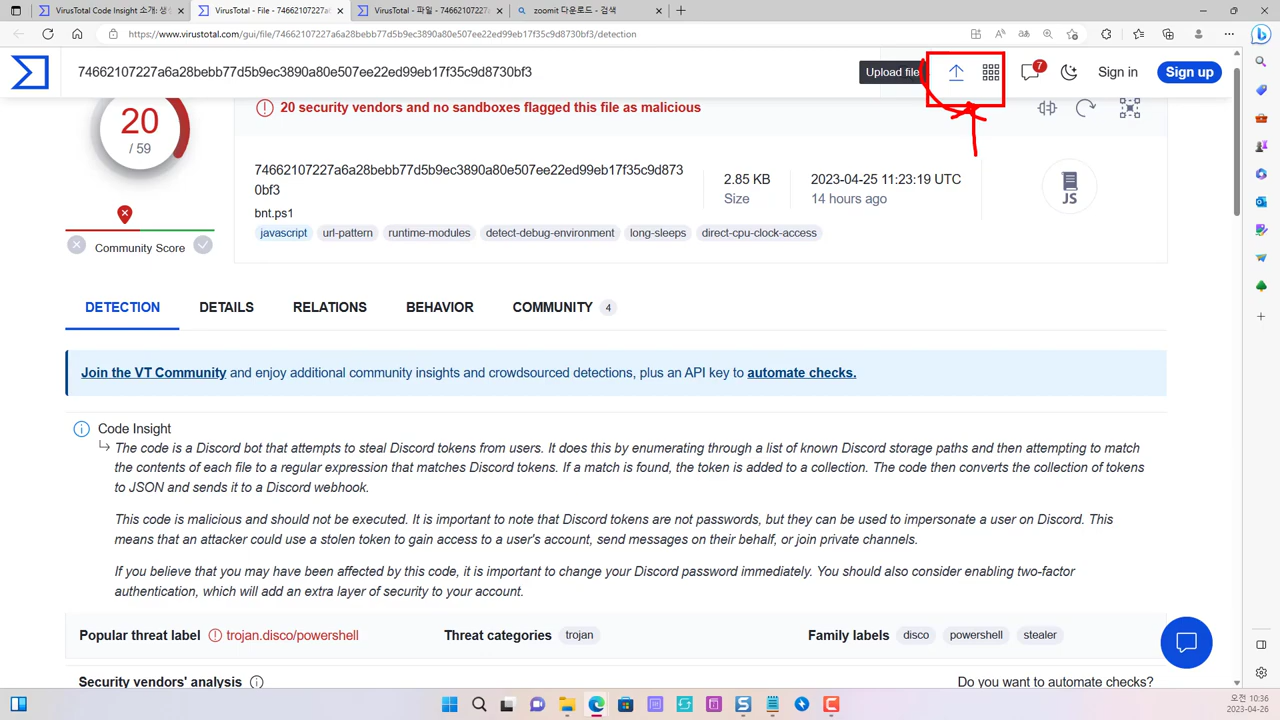 VirusTotal Code Insight 소개: 생성
VirusTotal - File - 74662107227a
VirusTotal - 파일 - 74662107227a
zoomit 다운로드 - 검색
https://www.virustotal.com/gui/file/74662107227a6a28bebb77d5b9ec3890a80e507ee22ed99eb17f35c9d8730bf3/detection
74662107227a6a28bebb77d5b9ec3890a80e507ee22ed99eb17f35c9d8730bf3
Upload file
7
Sign in
Sign up
20
/ 59
20 security vendors and no sandboxes flagged this file as malicious
74662107227a6a28bebb77d5b9ec3890a80e507ee22ed99eb17f35c9d873
0bf3
bnt.ps1
2.85 KB
Size
2023-04-25 11:23:19 UTC
14 hours ago
JS
javascript url-pattern runtime-modules detect-debug-environment long-sleeps direct-cpu-clock-access
Community Score
DETECTION DETAILS RELATIONS BEHAVIOR COMMUNITY 4
Join the VT Community and enjoy additional community insights and crowdsourced detections, plus an API key to automate checks.
Code Insight
The code is a Discord bot that attempts to steal Discord tokens from users. It does this by enumerating through a list of known Discord storage paths and then attempting to match
the contents of each file to a regular expression that matches Discord tokens. If a match is found, the token is added to a collection. The code then converts the collection of tokens
to JSON and sends it to a Discord webhook.
This code is malicious and should not be executed. It is important to note that Discord tokens are not passwords, but they can be used to impersonate a user on Discord. This
means that an attacker could use a stolen token to gain access to a user's account, send messages on their behalf, or join private channels.
If you believe that you may have been affected by this code, it is important to change your Discord password immediately. You should also consider enabling two-factor
authentication, which will add an extra layer of security to your account.
Popular threat label trojan.disco/powershell Threat categories trojan Family labels disco powershell stealer
Security vendors' analysis Do you want to automate checks?
오전 10:36
2023-04-26